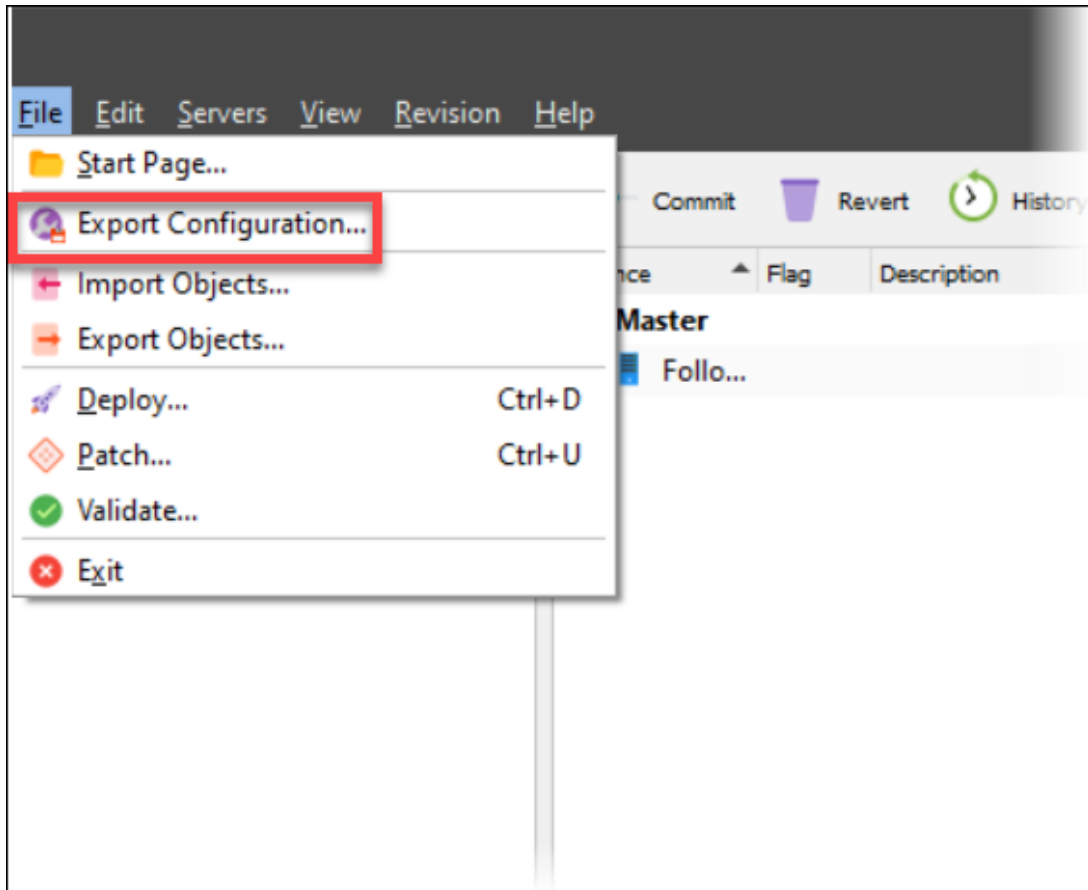 File Edit Servers View Revision Help
Start Page...
Commit Revert History
Export Configuration...
nce Flag Description
Import Objects...
Master
Export Objects...
Follo...
Deploy... Ctrl+D
Patch... Ctrl+U
Validate...
Exit